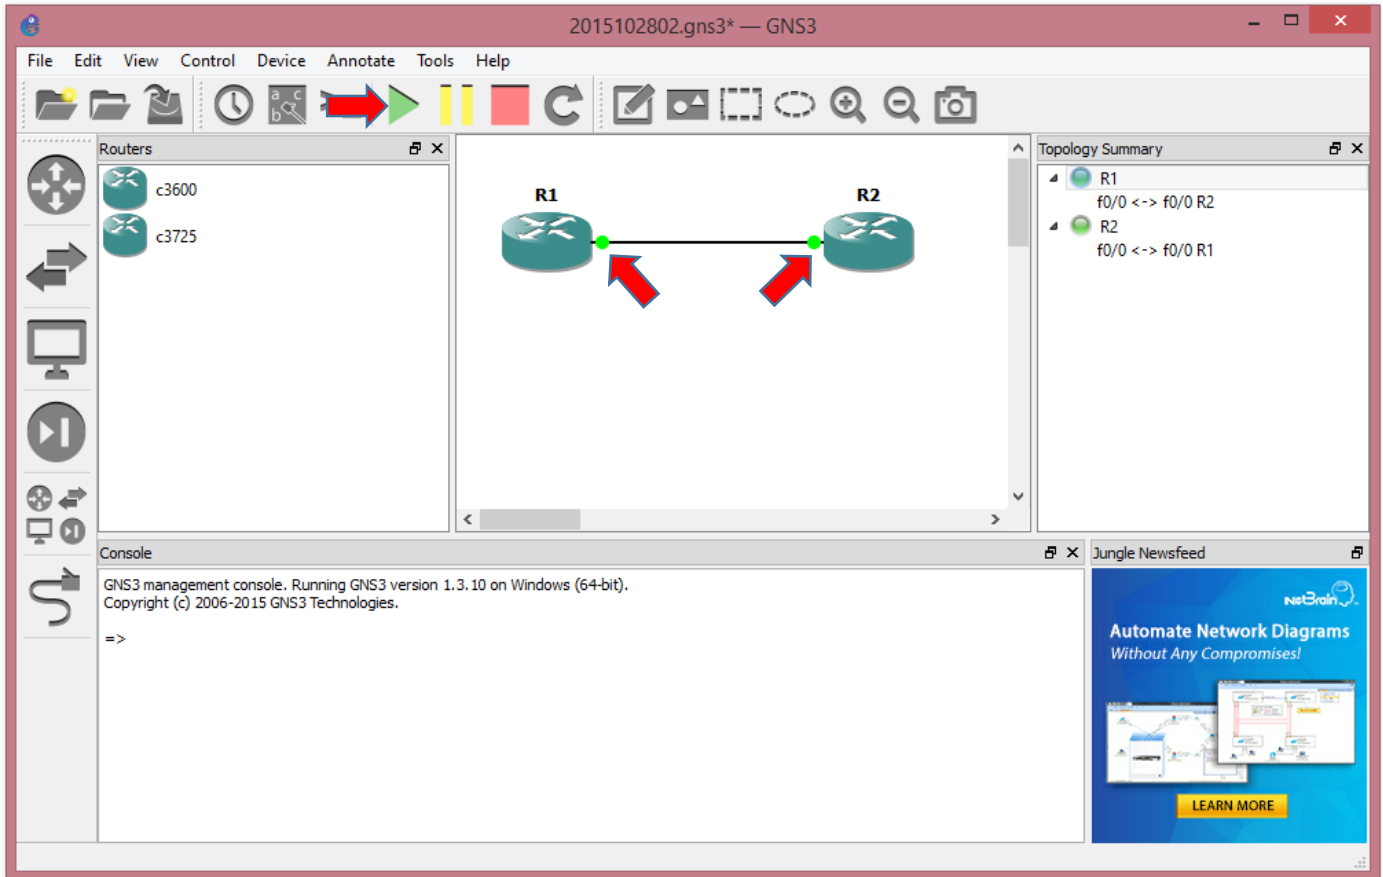 2015102802.gns3* — GNS3
File Edit View Control Device Annotate Tools Help
a c
b
Routers
c3600
c3725
R1
R2
Topology Summary
R1
f0/0 <-> f0/0 R2
R2
f0/0 <-> f0/0 R1
Console
GNS3 management console. Running GNS3 version 1.3.10 on Windows (64-bit).
Copyright (c) 2006-2015 GNS3 Technologies.
=>
Jungle Newsfeed
NetBrain
Automate Network Diagrams
Without Any Compromises!
LEARN MORE